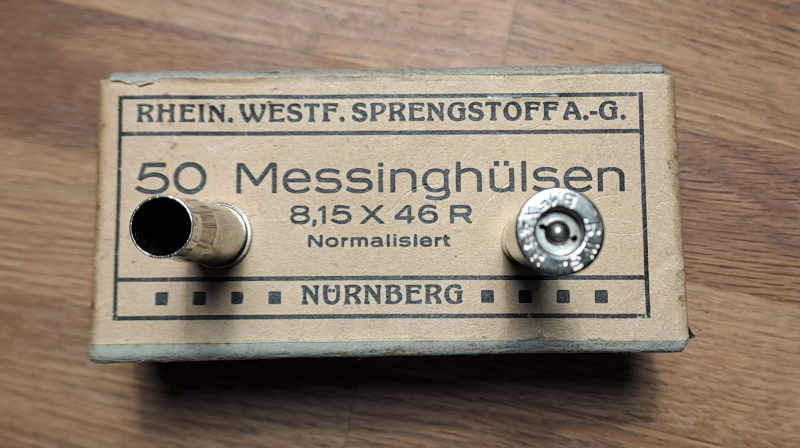 RHEIN. WESTF. SPRENGSTOFF A.-G.
50 Messinghülsen
8,15 X 46 R
Normalisiert
NÜRNBERG